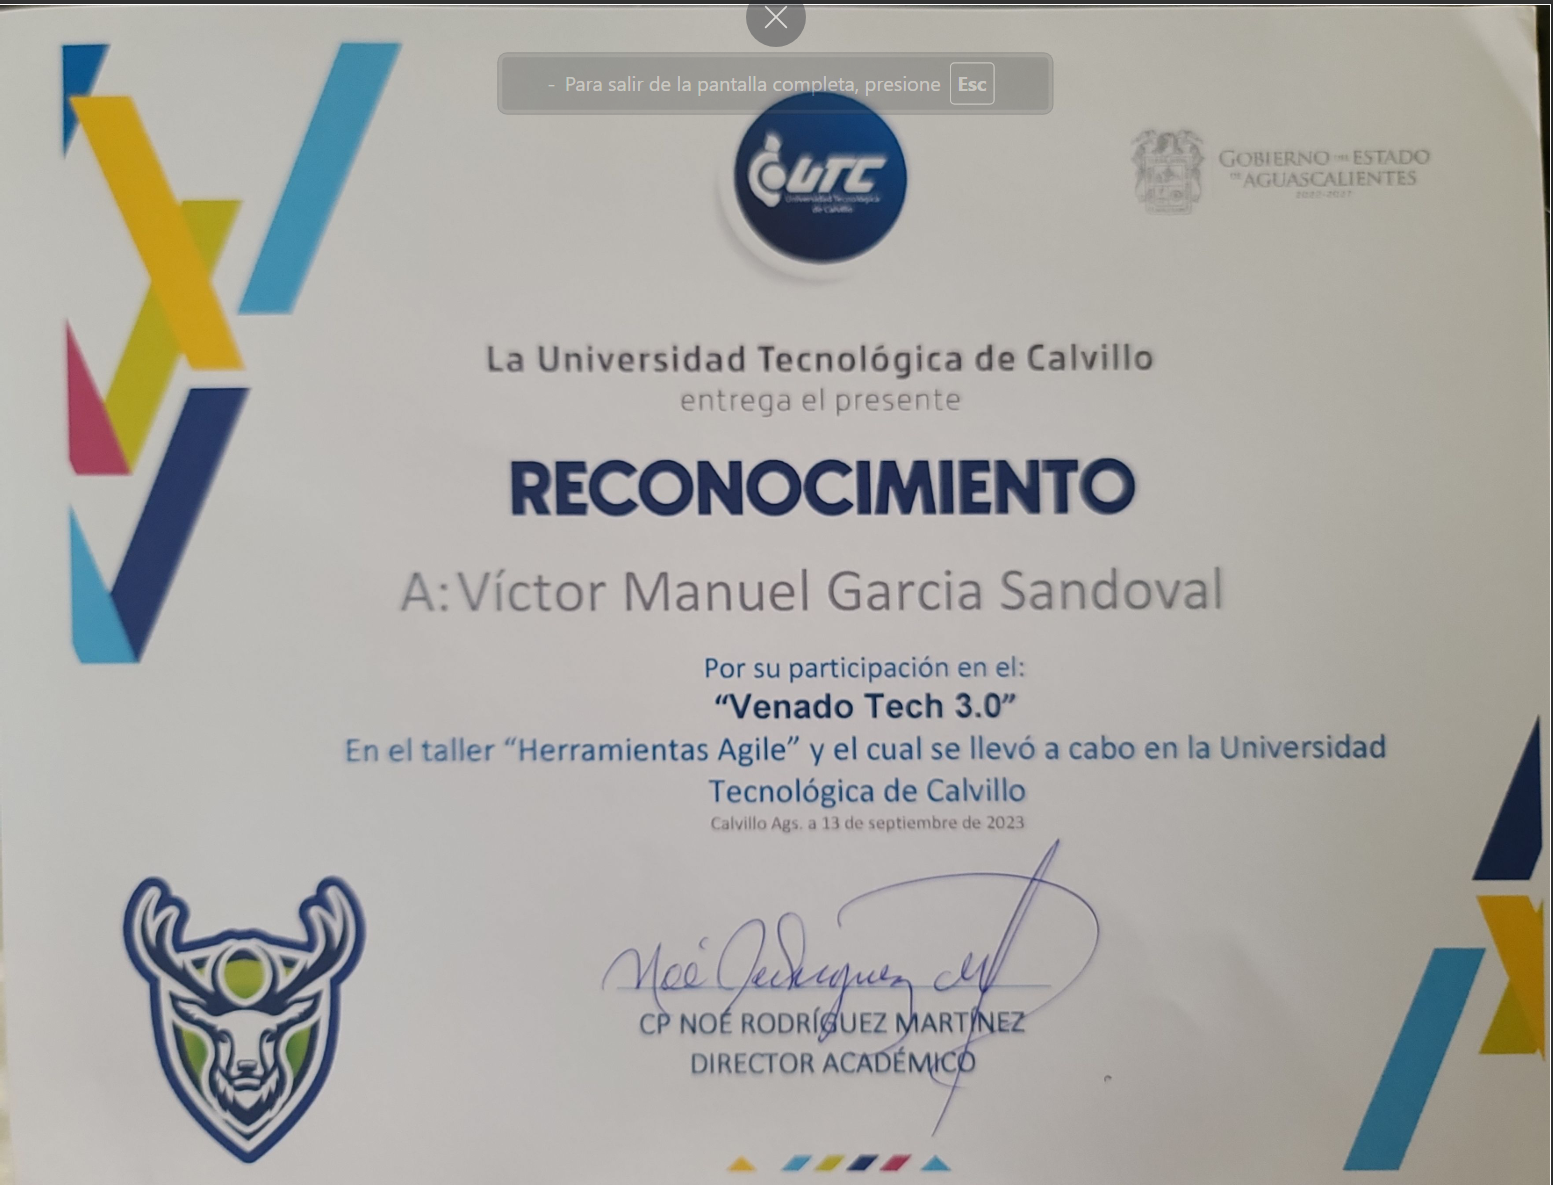 - Para salir de la pantalla completa, presione Esc
UTC
Universidad Tecnológica
de Calvillo
GOBIERNO DEL ESTADO
DE AGUASCALIENTES
2022-2027
La Universidad Tecnológica de Calvillo
entrega el presente
RECONOCIMIENTO
A: Víctor Manuel Garcia Sandoval
Por su participación en el:
“Venado Tech 3.0”
En el taller “Herramientas Agile” y el cual se llevó a cabo en la Universidad
Tecnológica de Calvillo
Calvillo Ags. a 13 de septiembre de 2023
Noé Rodríguez M
CP NOÉ RODRÍGUEZ MARTÍNEZ
DIRECTOR ACADÉMICO